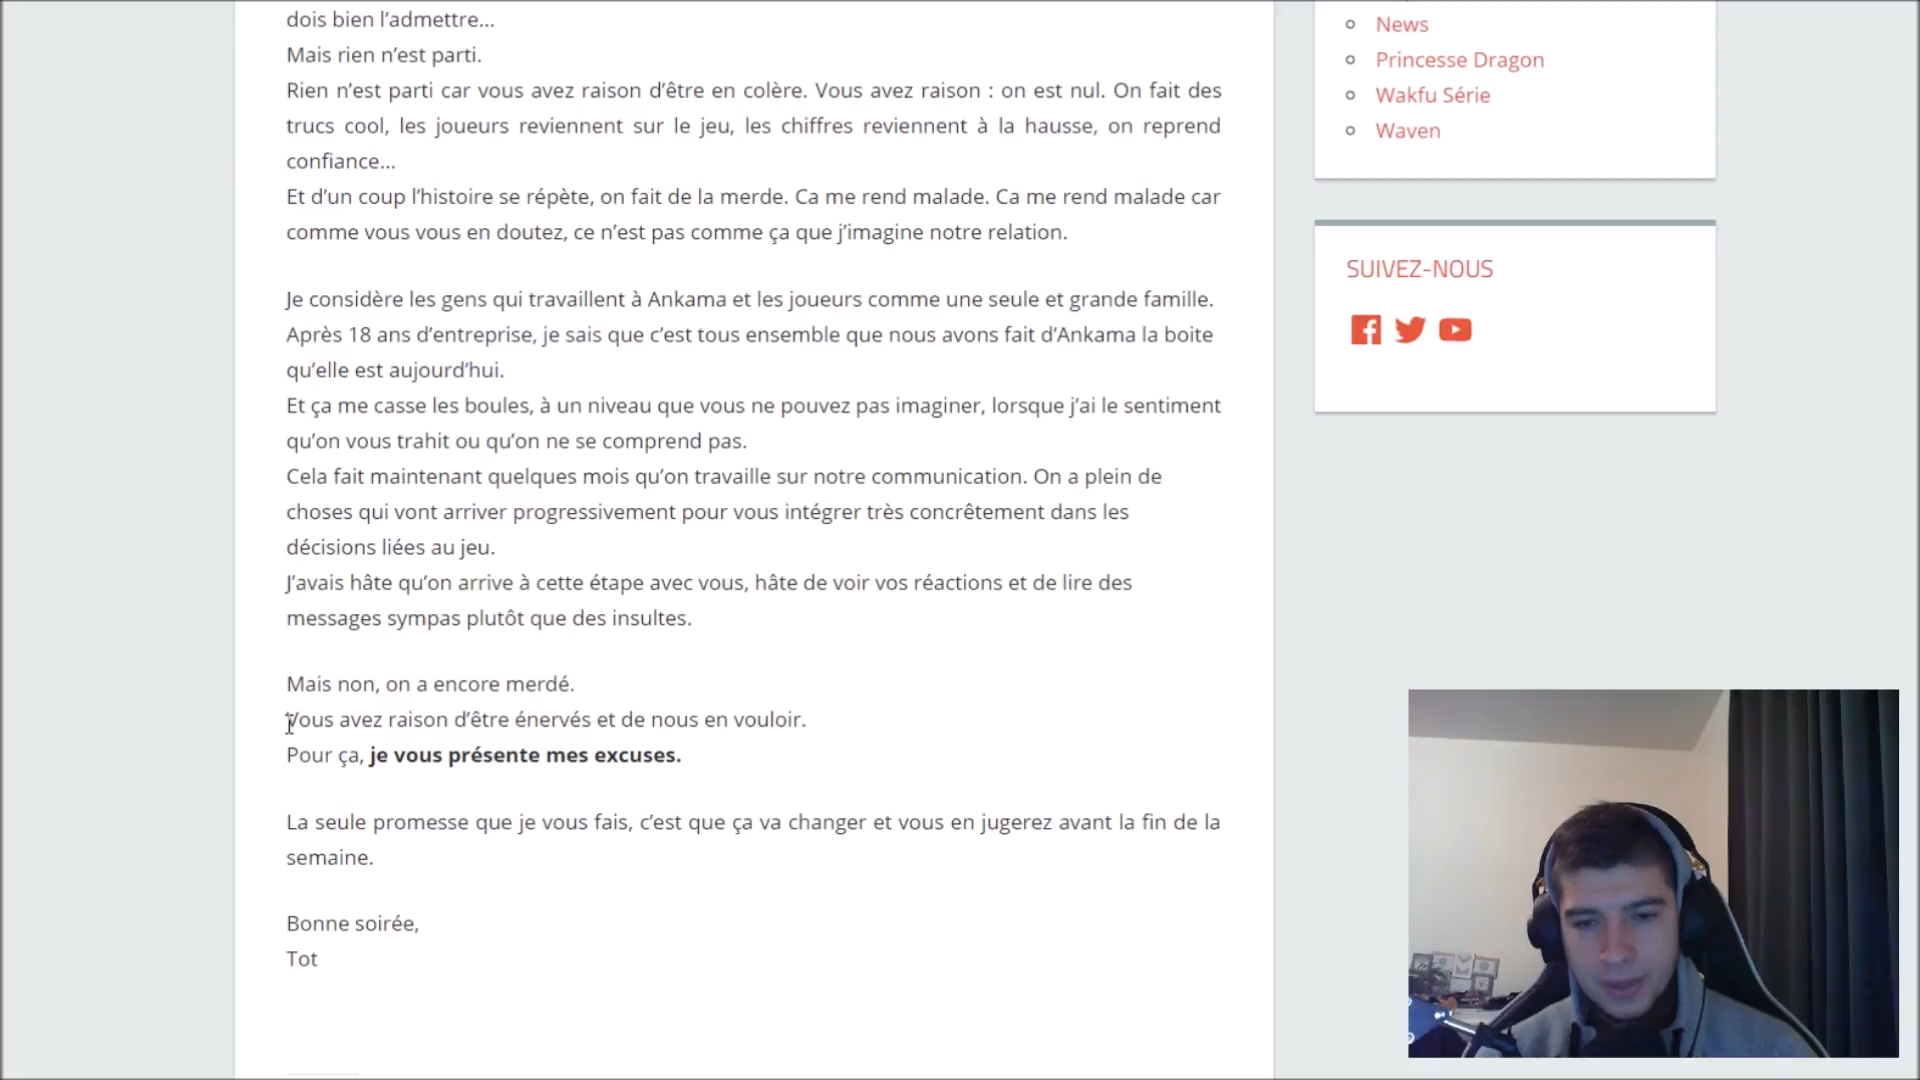 dois bien l’admettre…
Mais rien n’est parti.
Rien n’est parti car vous avez raison d’être en colère. Vous avez raison : on est nul. On fait des
trucs cool, les joueurs reviennent sur le jeu, les chiffres reviennent à la hausse, on reprend
confiance…
Et d’un coup l’histoire se répète, on fait de la merde. Ca me rend malade. Ca me rend malade car
comme vous vous en doutez, ce n’est pas comme ça que j’imagine notre relation.
Je considère les gens qui travaillent à Ankama et les joueurs comme une seule et grande famille.
Après 18 ans d’entreprise, je sais que c’est tous ensemble que nous avons fait d’Ankama la boite
qu’elle est aujourd’hui.
Et ça me casse les boules, à un niveau que vous ne pouvez pas imaginer, lorsque j’ai le sentiment
qu’on vous trahit ou qu’on ne se comprend pas.
Cela fait maintenant quelques mois qu’on travaille sur notre communication. On a plein de
choses qui vont arriver progressivement pour vous intégrer très concrêtement dans les
décisions liées au jeu.
J’avais hâte qu’on arrive à cette étape avec vous, hâte de voir vos réactions et de lire des
messages sympas plutôt que des insultes.
Mais non, on a encore merdé.
Vous avez raison d’être énervés et de nous en vouloir.
Pour ça, je vous présente mes excuses.
La seule promesse que je vous fais, c’est que ça va changer et vous en jugerez avant la fin de la
semaine.
Bonne soirée,
Tot
News
Princesse Dragon
Wakfu Série
Waven
SUIVEZ-NOUS